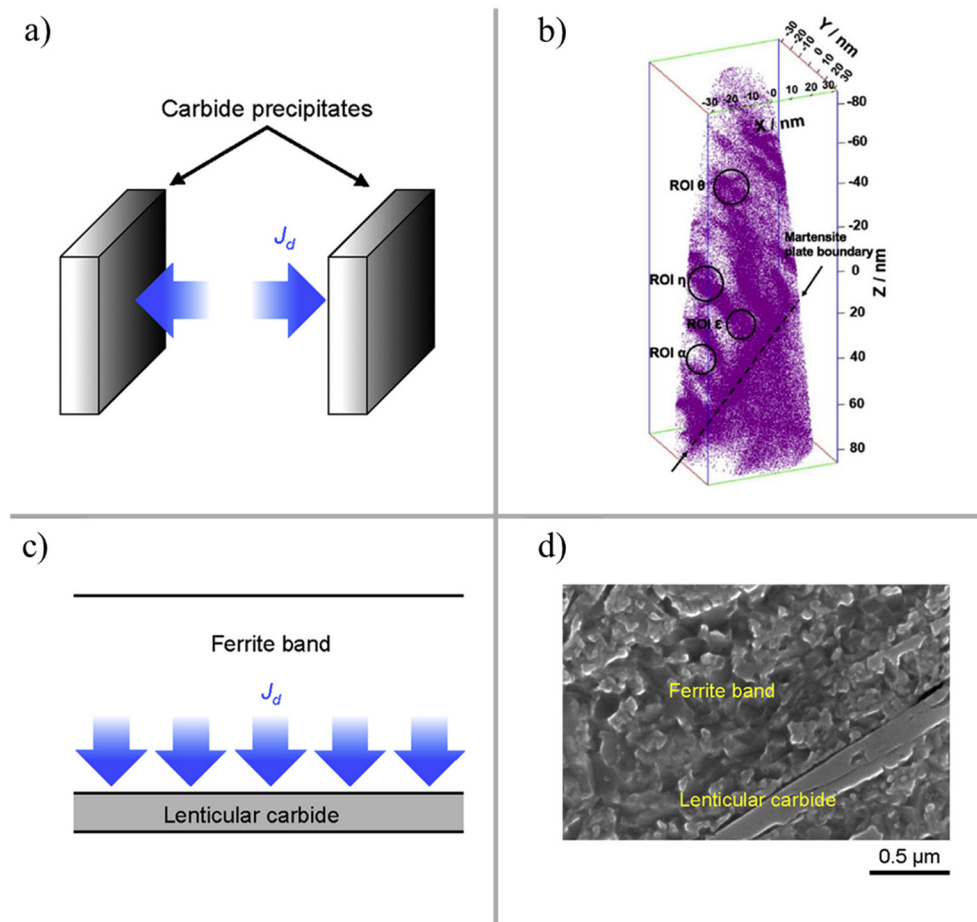 a)
Carbide precipitates
J_d
b)
Y / nm
-30
-20
-10
0
10
20
30
-30 -20 -10 0 10 20 30
X / nm
-80
-60
-40
-20
0
20
40
60
80
Z / nm
ROI θ
Martensite
plate boundary
ROI η
ROI ε
ROI α
c)
Ferrite band
J_d
Lenticular carbide
d)
Ferrite band
Lenticular carbide
0.5 μm